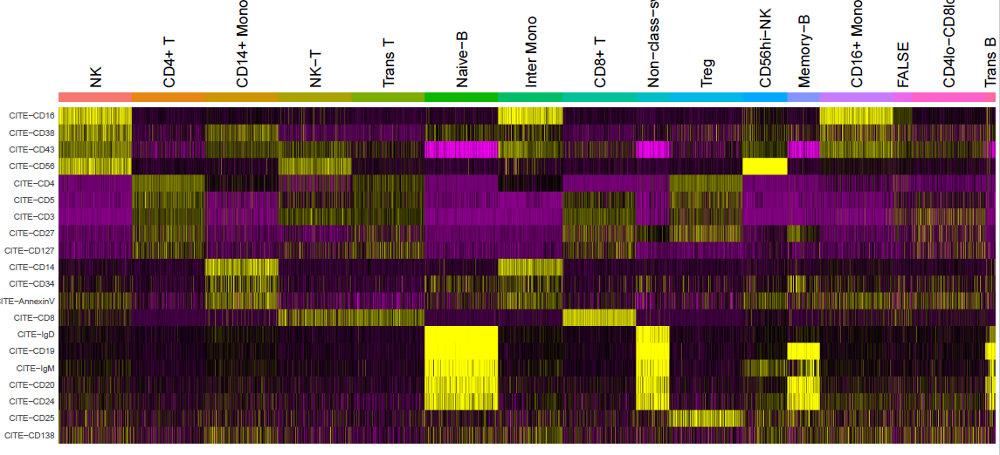 NK
CD4+ T
CD14+ Mono
NK-T
Trans T
Naive-B
Inter Mono
CD8+ T
Non-class-sw
Treg
CD56hi-NK
Memory-B
CD16+ Mono
FALSE
CD4lo-CD8lo
Trans B
CITE-CD16
CITE-CD38
CITE-CD43
CITE-CD56
CITE-CD4
CITE-CD5
CITE-CD3
CITE-CD27
CITE-CD127
CITE-CD14
CITE-CD34
CITE-AnnexinV
CITE-CD8
CITE-IgD
CITE-CD19
CITE-IgM
CITE-CD20
CITE-CD24
CITE-CD25
CITE-CD138